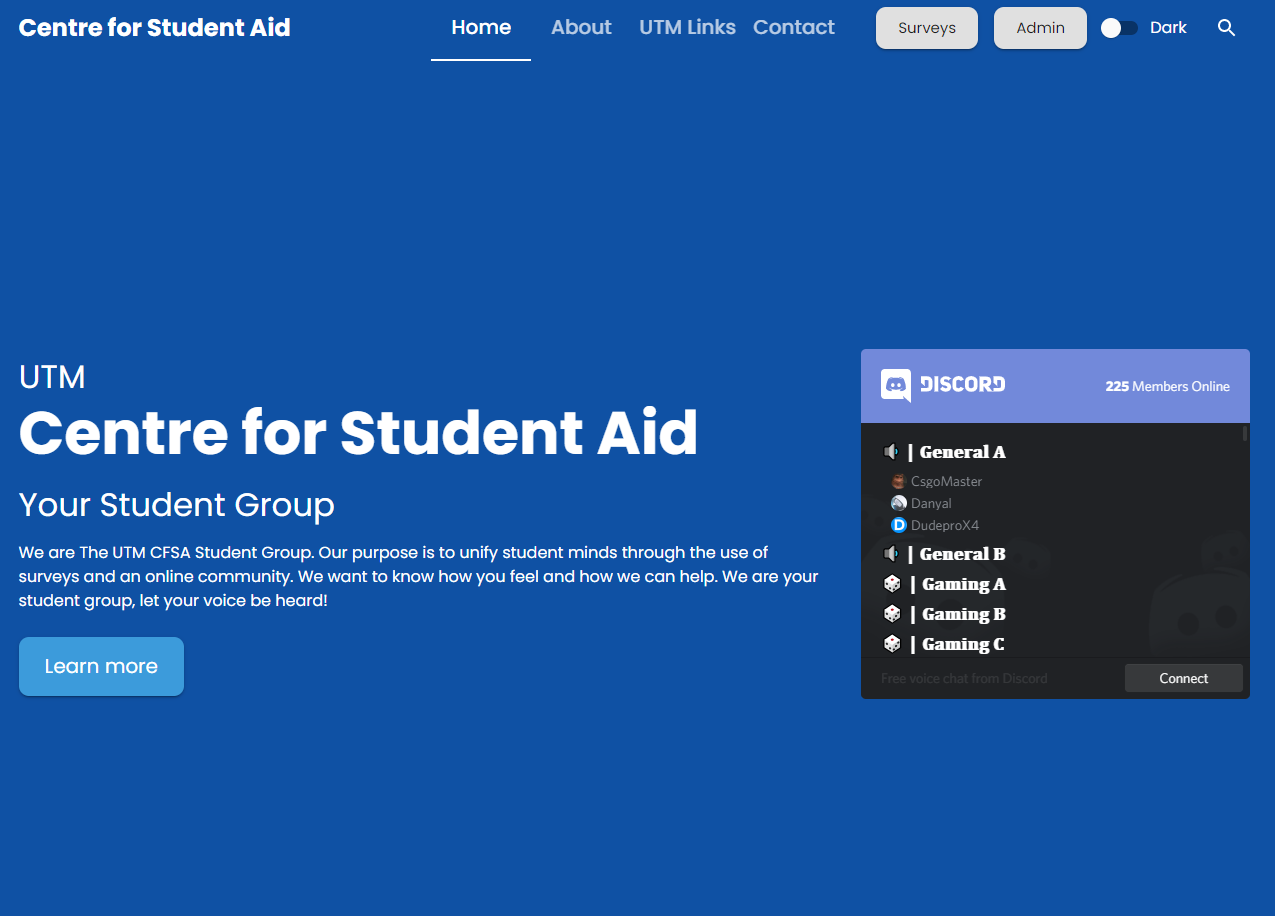 Centre for Student Aid
Home About UTM Links Contact Surveys Admin Dark
UTM
Centre for Student Aid
Your Student Group
We are The UTM CFSA Student Group. Our purpose is to unify student minds through the use of
surveys and an online community. We want to know how you feel and how we can help. We are your
student group, let your voice be heard!
Learn more
DISCORD
225 Members Online
| General A
CsgoMaster
Danyal
D DudeproX4
| General B
| Gaming A
| Gaming B
| Gaming C
Free voice chat from Discord
Connect